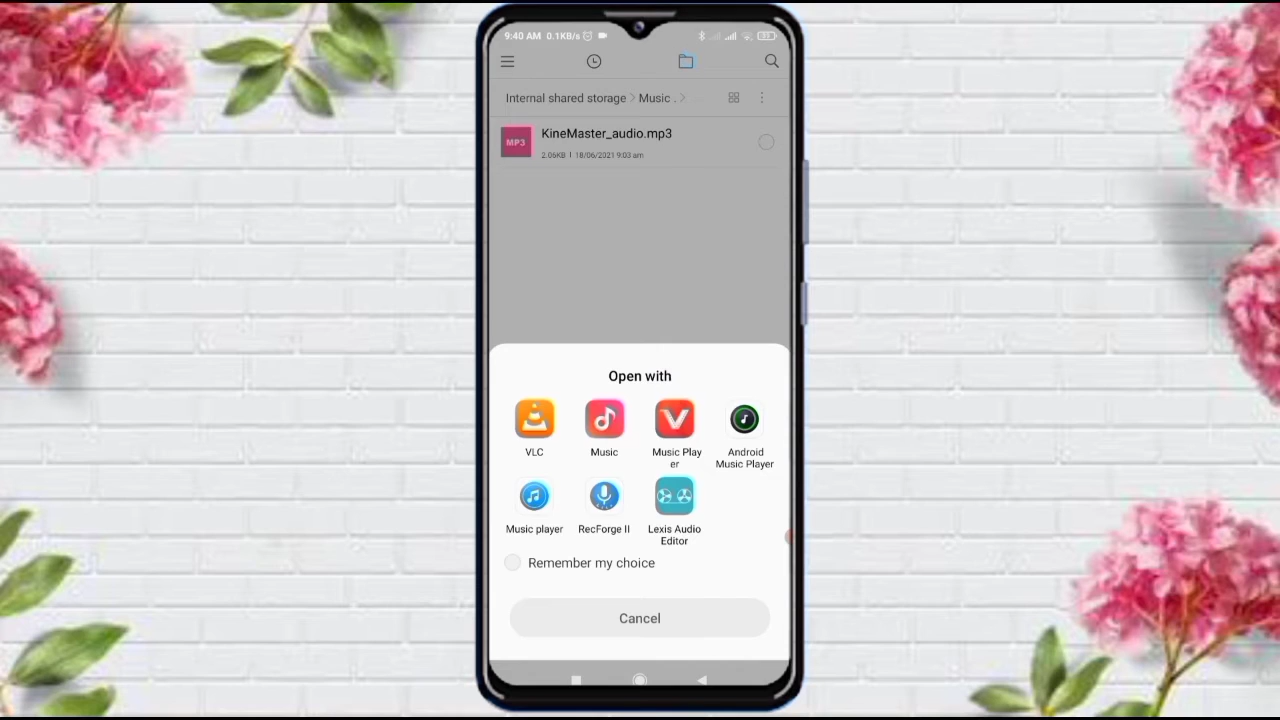 9:40 AM 0.1KB/s
Internal shared storage > Music . >
MP3
KineMaster_audio.mp3
2.06KB | 18/06/2021 9:03 am
Open with
VLC
Music
Music Play
er
Android
Music Player
Music player
RecForge II
Lexis Audio
Editor
Remember my choice
Cancel